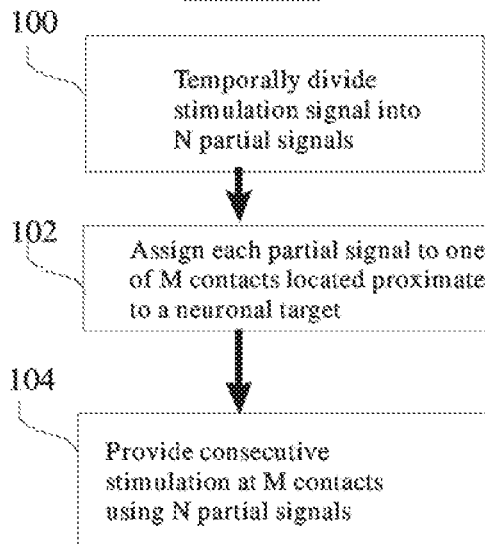 100
Temporally divide
stimulation signal into
N partial signals
102
Assign each partial signal to one
of M contacts located proximate
to a neuronal target
104
Provide consecutive
stimulation at M contacts
using N partial signals